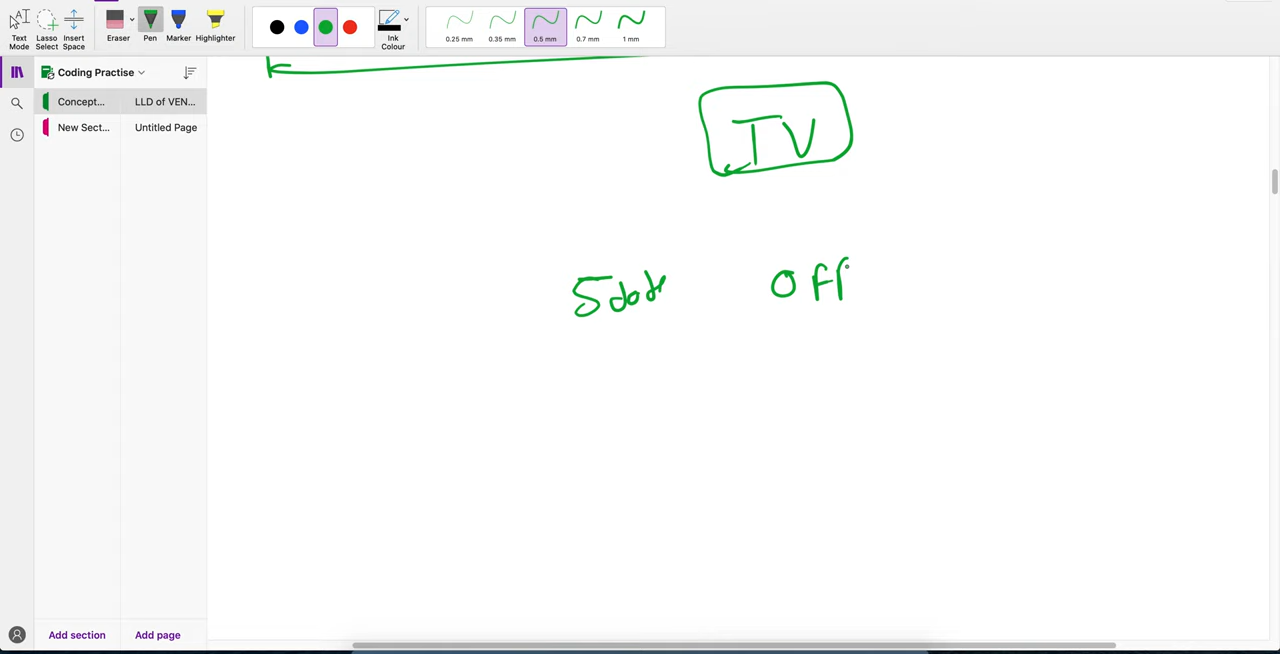 Text Mode
Lasso Select
Insert Space
Eraser
Pen
Marker
Highlighter
Ink Colour
0.25 mm
0.35 mm
0.5 mm
0.7 mm
1 mm
Coding Practise
Concept...
LLD of VEN...
New Sect...
Untitled Page
TV
OFF
Add section
Add page